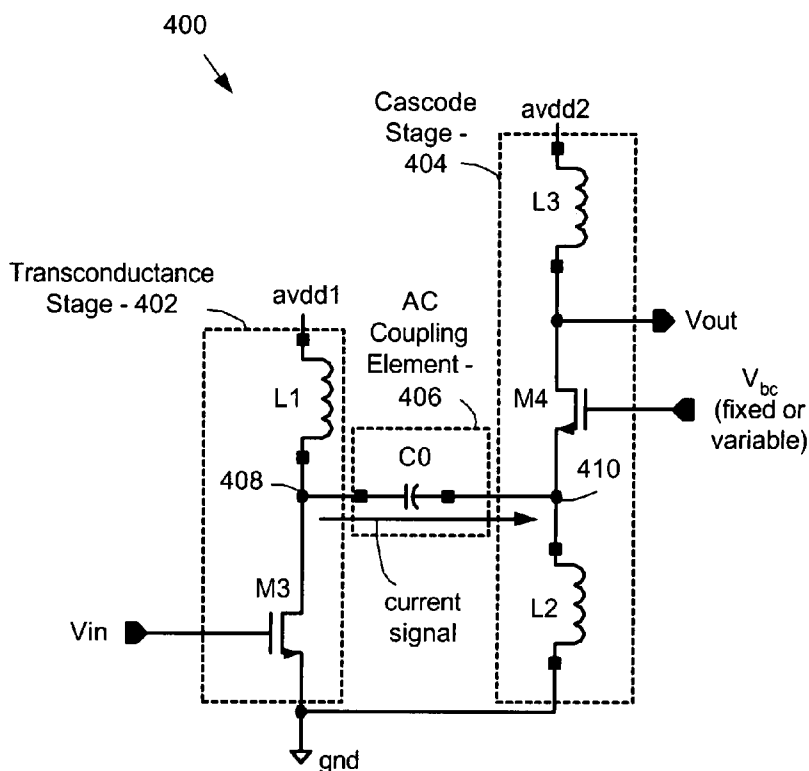 400
Cascode
Stage -
404
avdd2
L3
Transconductance
Stage - 402
avdd1
AC
Coupling
Element -
406
Vout
L1
M4
V_bc
(fixed or
variable)
C0
408
410
M3
current
signal
L2
Vin
gnd